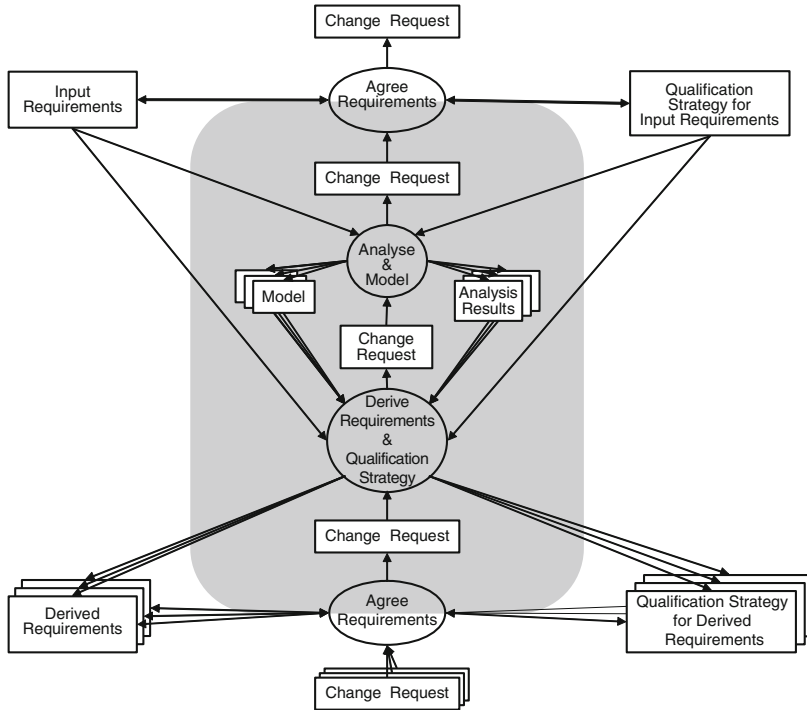 Change Request
Input
Requirements
Agree
Requirements
Qualification
Strategy for
Input Requirements
Change Request
Analyse
&
Model
Model
Analysis
Results
Change
Request
Derive
Requirements
&
Qualification
Strategy
Change Request
Derived
Requirements
Agree
Requirements
Qualification Strategy
for Derived
Requirements
Change Request